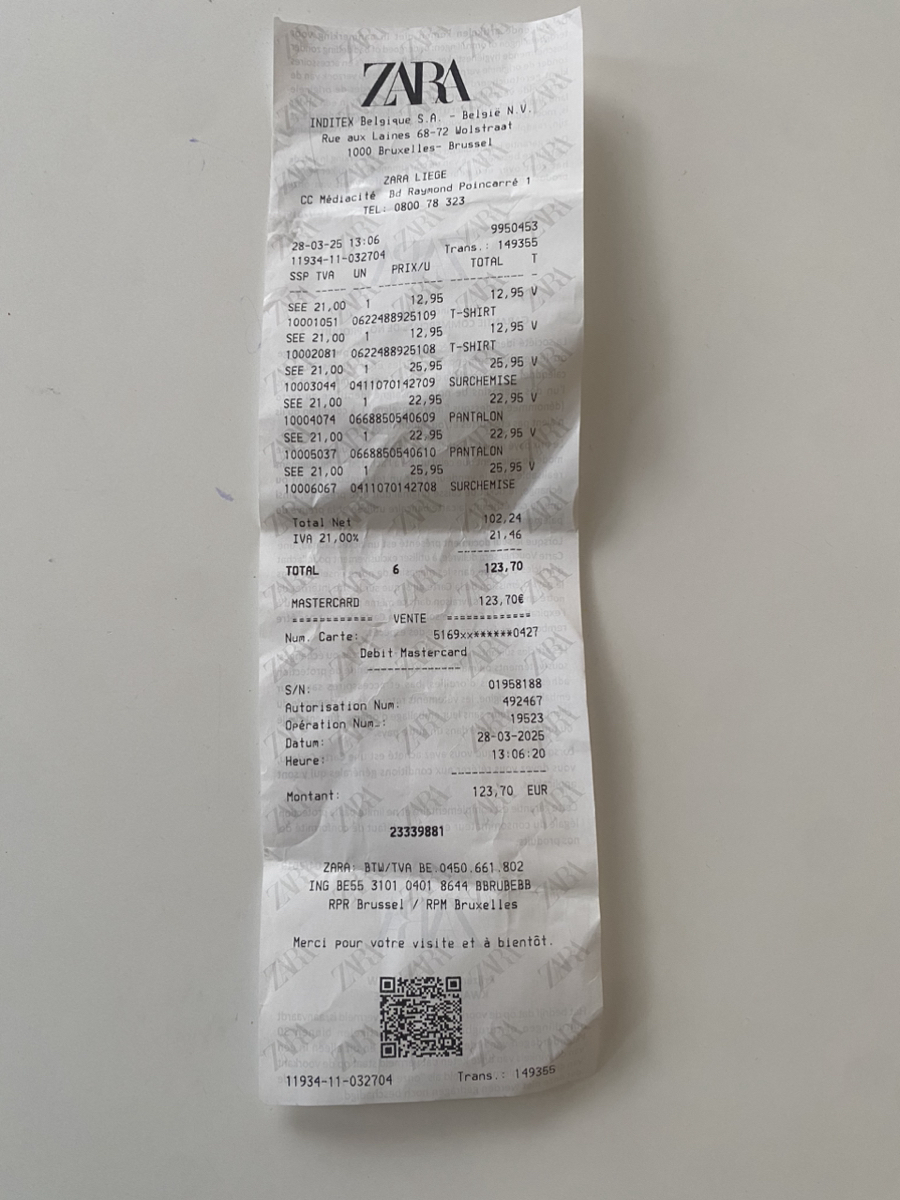 ZARA
INDITEX Belgique S.A. - België N.V.
Rue aux Laines 68-72 Wolstraat
1000 Bruxelles- Brussel
ZARA LIEGE
CC Médiacité Bd Raymond Poincarré 1
TEL: 0800 78 323
28-03-25 13:06 9950453
11934-11-032704 Trans.: 149355
SSP TVA UN PRIX/U TOTAL T
SEE 21,00 1 12,95 12,95 V
10001051 0622488925109 T-SHIRT
SEE 21,00 1 12,95 12,95 V
10002081 0622488925108 T-SHIRT
SEE 21,00 1 25,95 25,95 V
10003044 0411070142709 SURCHEMISE
SEE 21,00 1 22,95 22,95 V
10004074 0668850540609 PANTALON
SEE 21,00 1 22,95 22,95 V
10005037 0668850540610 PANTALON
SEE 21,00 1 25,95 25,95 V
10006067 0411070142708 SURCHEMISE
Total Net 102,24
IVA 21,00% 21,46
----------
TOTAL 6 123,70
MASTERCARD 123,70€
============ VENTE ============
Num. Carte: 5169xx******0427
Debit Mastercard
--------------
S/N: 01958188
Autorisation Num: 492467
Opération Num.: 19523
Datum: 28-03-2025
Heure: 13:06:20
--------------
Montant: 123,70 EUR
23339881
ZARA: BTW/TVA BE.0450.661.802
ING BE55 3101 0401 8644 BBRUBEBB
RPR Brussel / RPM Bruxelles
Merci pour votre visite et à bientôt.
11934-11-032704 Trans.: 149355